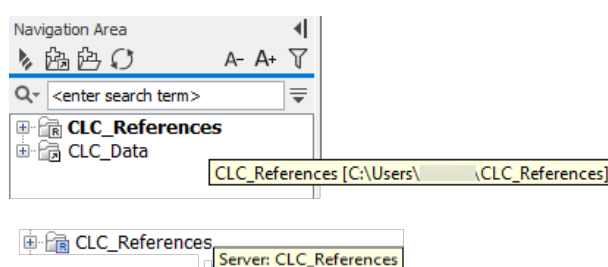 Navigation Area
A- A+
<enter search term>
CLC_References
CLC_Data
CLC_References [C:\Users\ \CLC_References]
CLC_References
Server: CLC_References